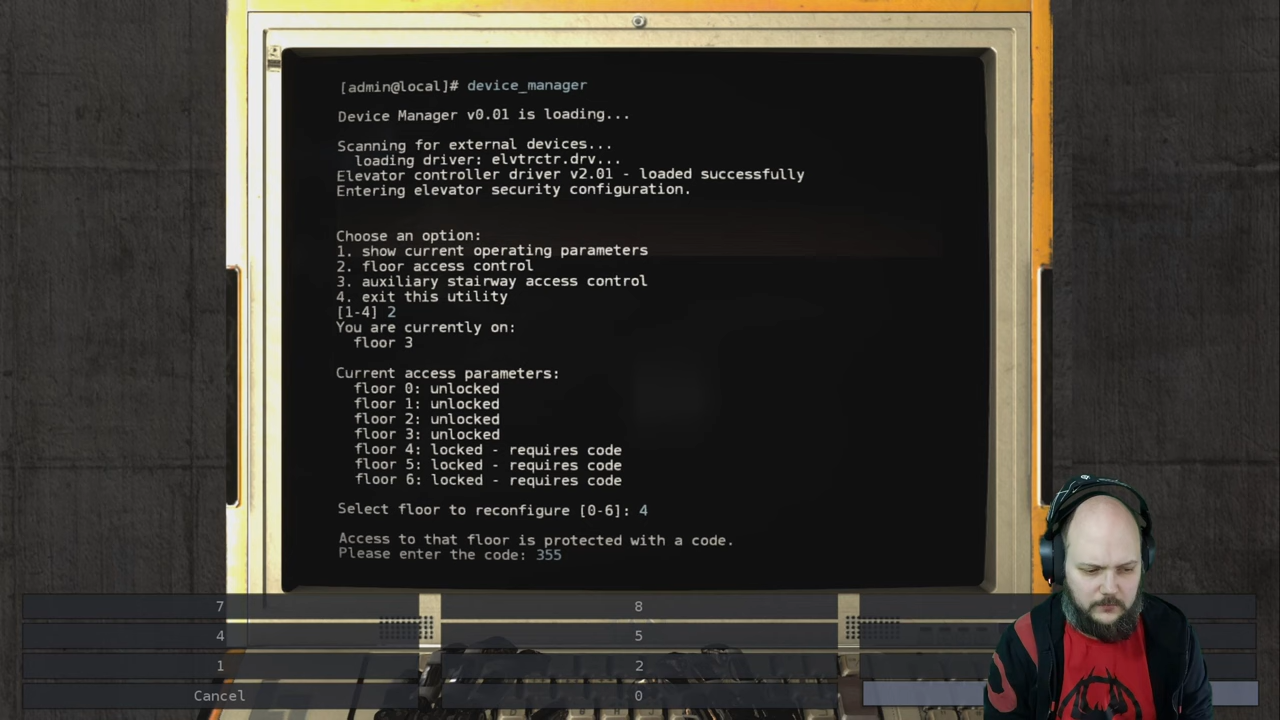 [admin@local]# device_manager
Device Manager v0.01 is loading...
Scanning for external devices...
loading driver: elvtrctr.drv...
Elevator controller driver v2.01 - loaded successfully
Entering elevator security configuration.
Choose an option:
1. show current operating parameters
2. floor access control
3. auxiliary stairway access control
4. exit this utility
[1-4] 2
You are currently on:
floor 3
Current access parameters:
floor 0: unlocked
floor 1: unlocked
floor 2: unlocked
floor 3: unlocked
floor 4: locked - requires code
floor 5: locked - requires code
floor 6: locked - requires code
Select floor to reconfigure [0-6]: 4
Access to that floor is protected with a code.
Please enter the code: 355
7 8
4 5
1 2
Cancel 0